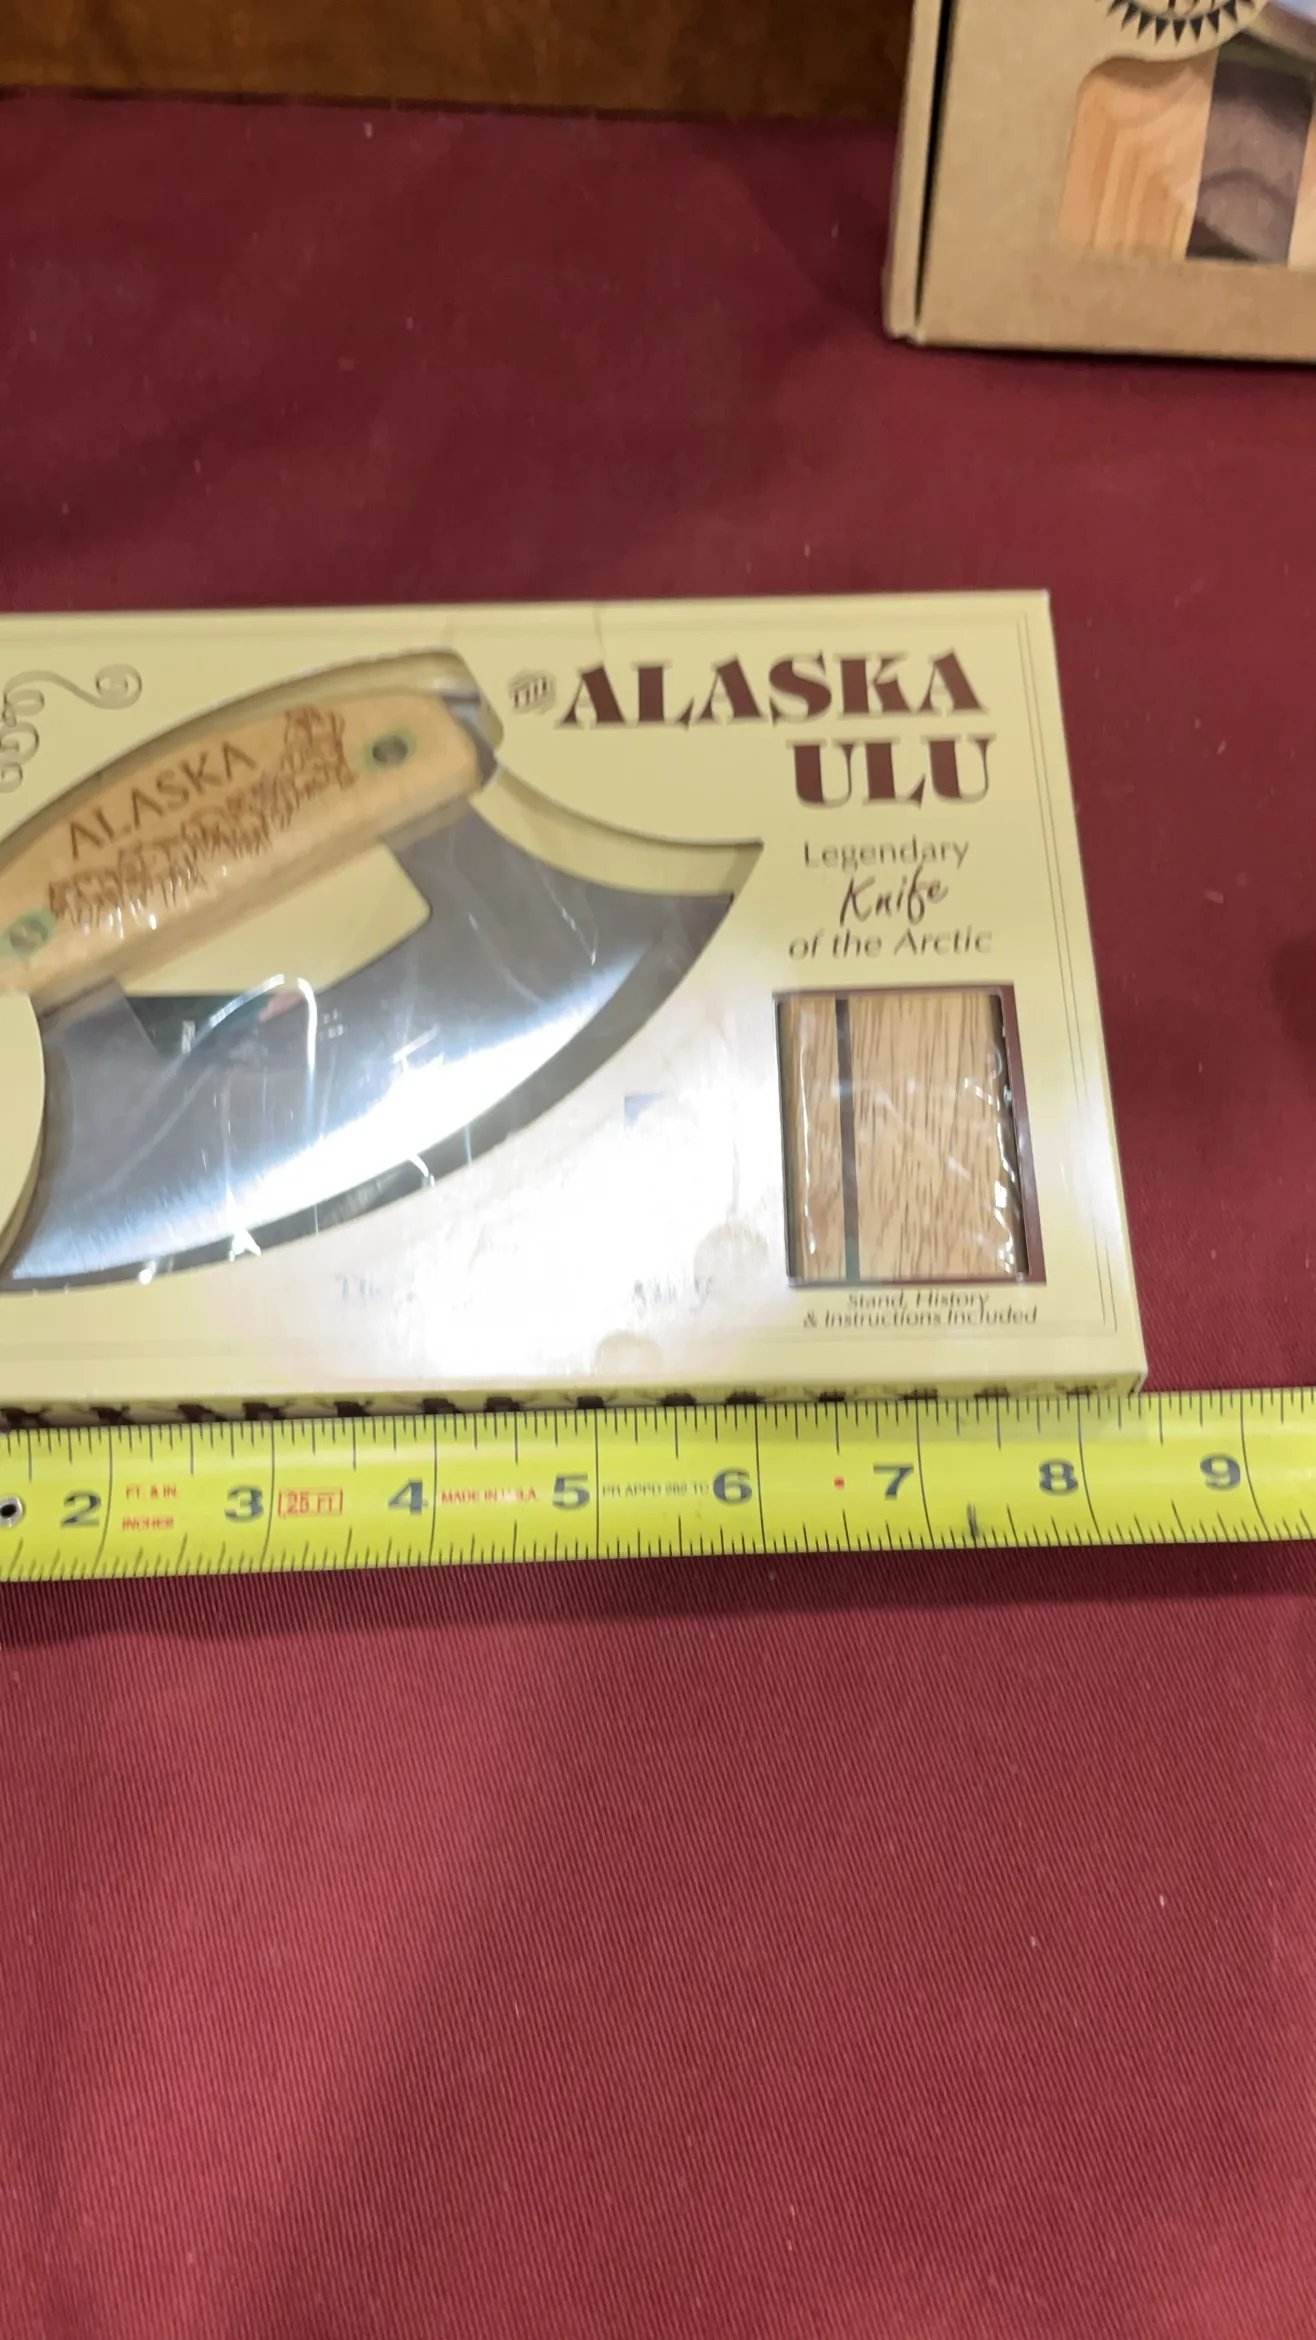 THE ALASKA
ULU
Legendary
Knife
of the Arctic
ALASKA
Stand, History
& Instructions Included
2 FT. & IN. INCHES 3 25 FT 4 MADE IN U.S.A. 5 6 7 8 9